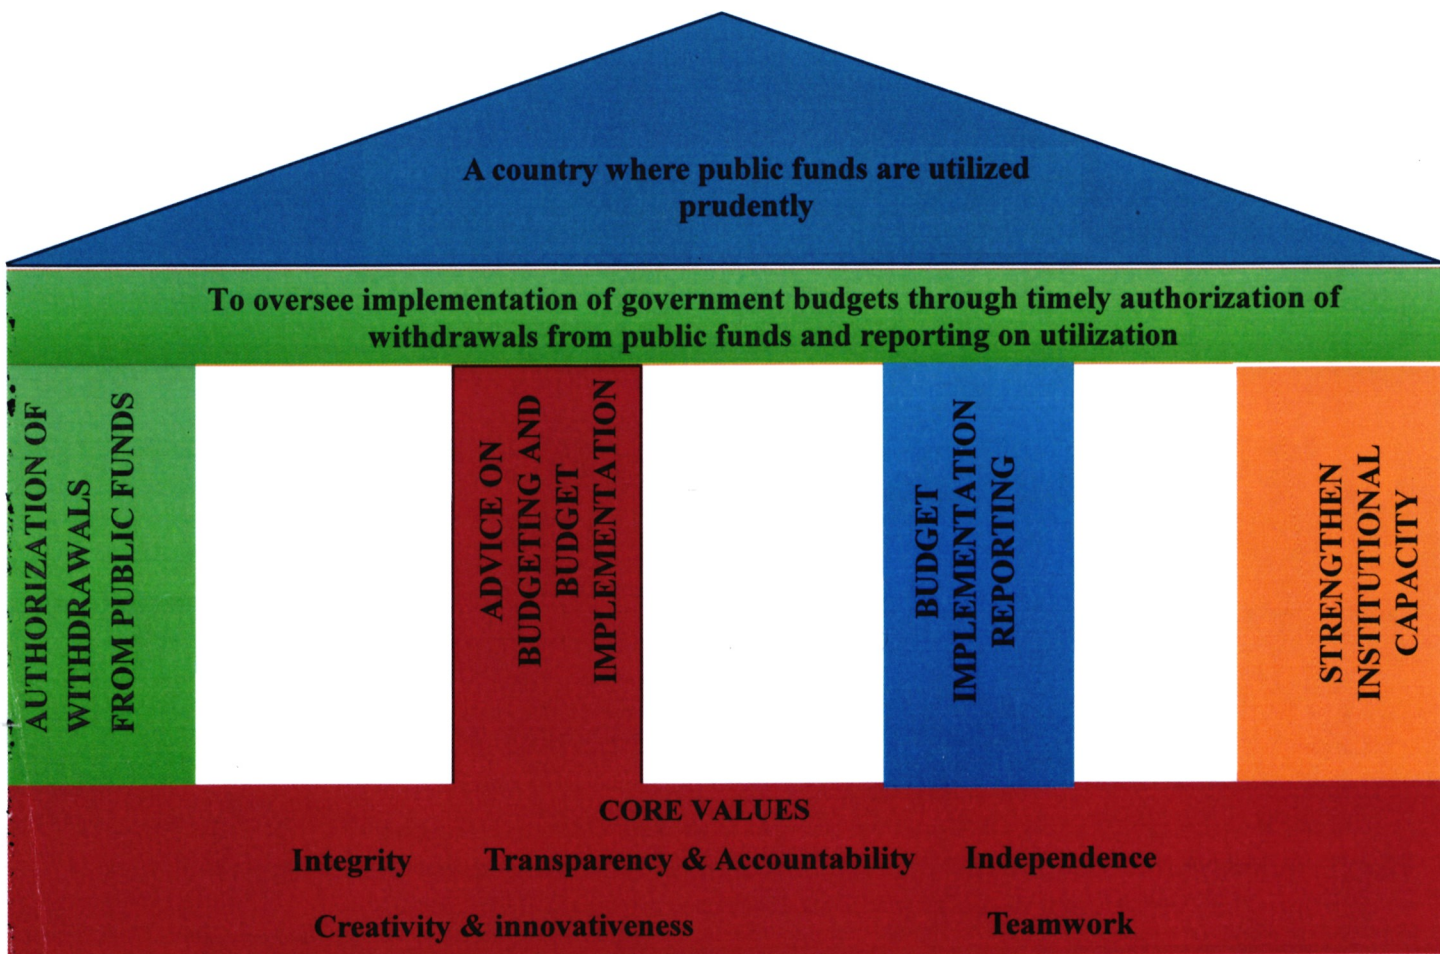 A country where public funds are utilized
prudently
To oversee implementation of government budgets through timely authorization of
withdrawals from public funds and reporting on utilization
AUTHORIZATION OF
WITHDRAWALS
FROM PUBLIC FUNDS
ADVICE ON
BUDGETING AND
BUDGET
IMPLEMENTATION
BUDGET
IMPLEMENTATION
REPORTING
STRENGTHEN
INSTITUTIONAL
CAPACITY
CORE VALUES
Integrity Transparency & Accountability Independence
Creativity & innovativeness Teamwork